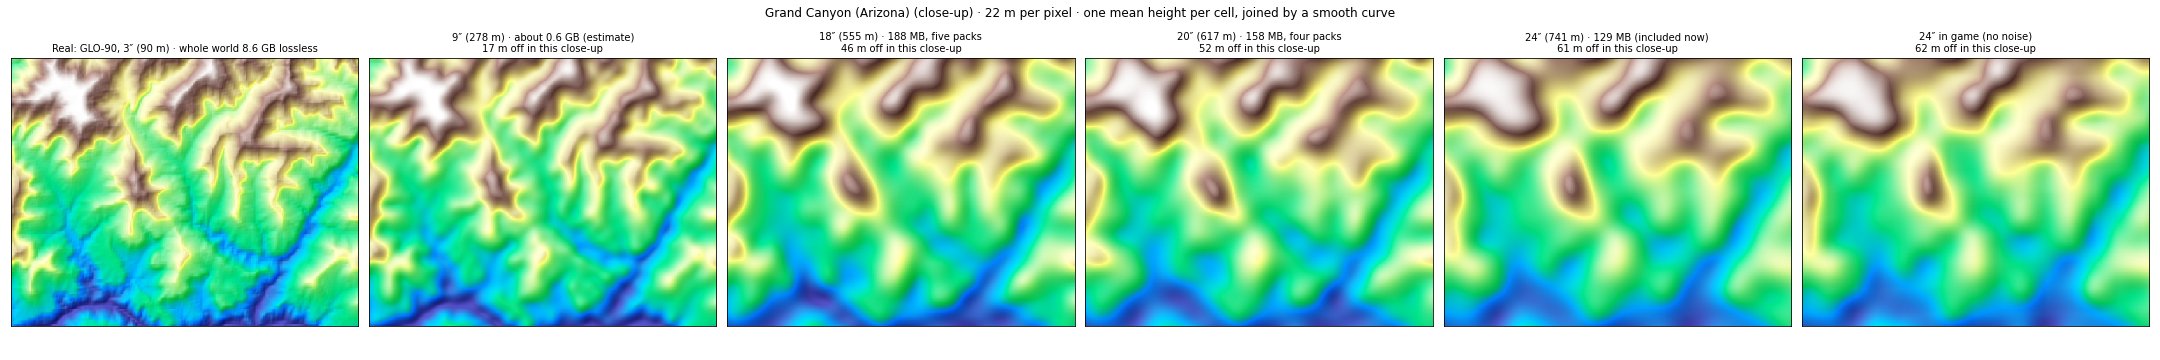 Grand Canyon (Arizona) (close-up) · 22 m per pixel · one mean height per cell, joined by a smooth curve
Real: GLO-90, 3″ (90 m) · whole world 8.6 GB lossless
9″ (278 m) · about 0.6 GB (estimate)
17 m off in this close-up
18″ (555 m) · 188 MB, five packs
46 m off in this close-up
20″ (617 m) · 158 MB, four packs
52 m off in this close-up
24″ (741 m) · 129 MB (included now)
61 m off in this close-up
24″ in game (no noise)
62 m off in this close-up